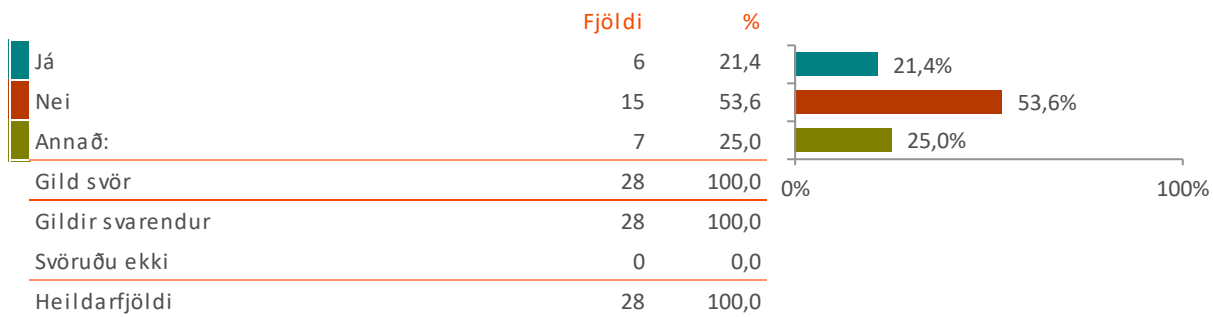 Fjöldi %
Já 6 21,4 21,4%
Nei 15 53,6 53,6%
Annað: 7 25,0 25,0%
Gild svör 28 100,0 0% 100%
Gildir svarendur 28 100,0
Svöruðu ekki 0 0,0
Heildarfjöldi 28 100,0